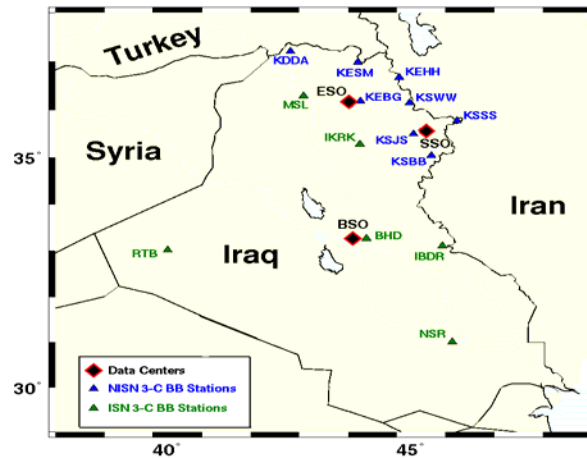 Turkey
KDDA
KESM
KEHH
ESO
MSL
KEBG
KSWW
KSSS
IKRK
KSJS
SSO
KSBB
35°
Syria
Iran
BSO
BHD
Iraq
RTB
IBDR
NSR
Data Centers
NISN 3-C BB Stations
ISN 3-C BB Stations
30°
40°
45°